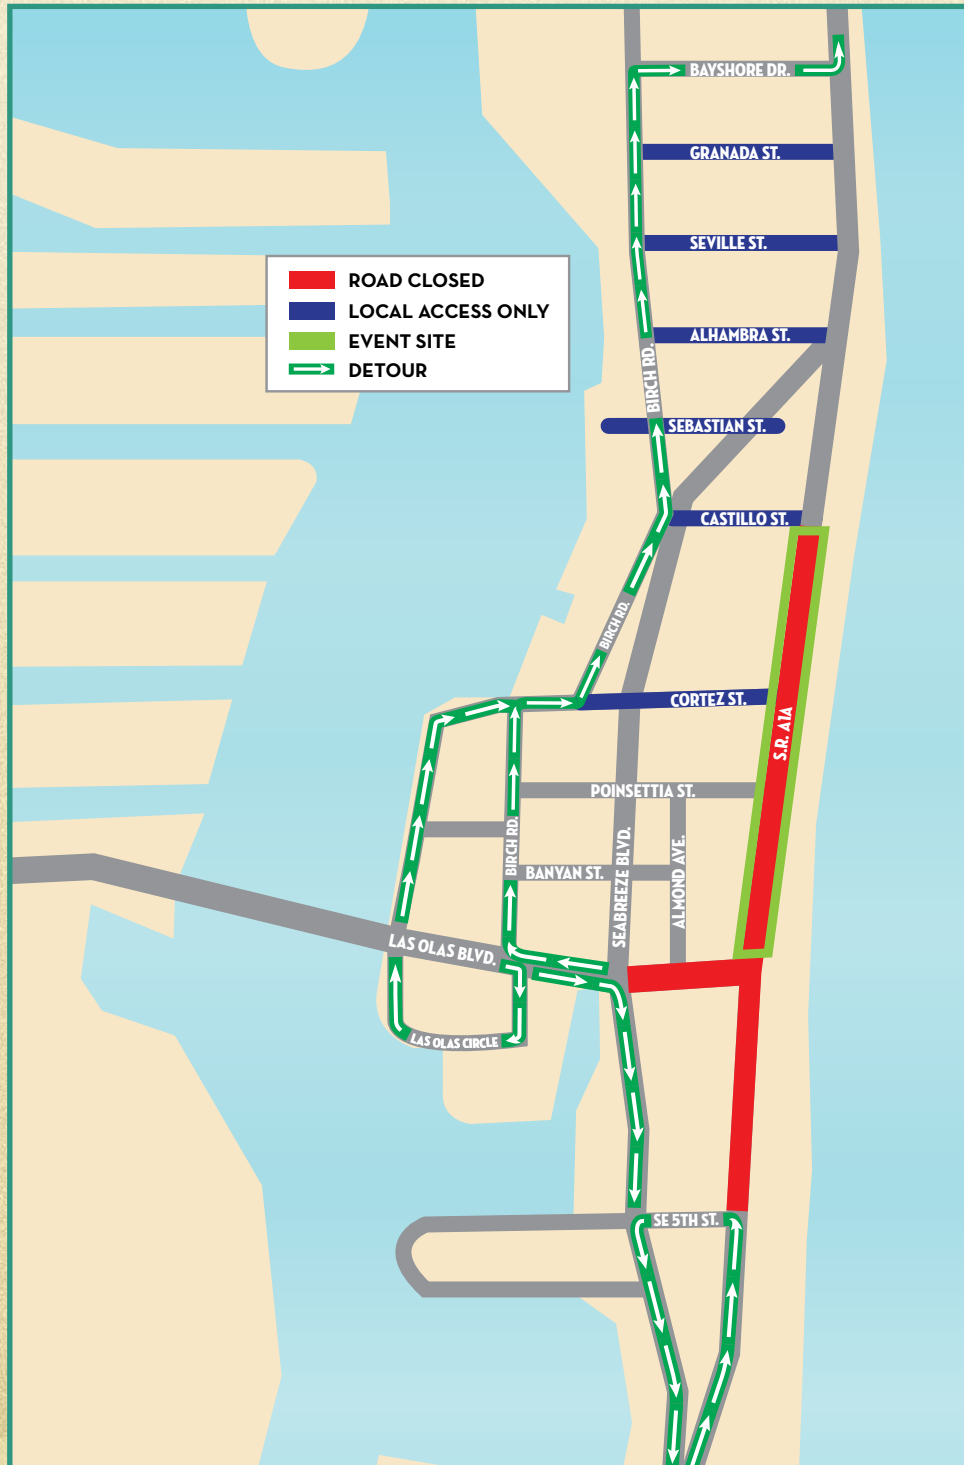 BAYSHORE DR.
GRANADA ST.
SEVILLE ST.
ROAD CLOSED
LOCAL ACCESS ONLY
EVENT SITE
DETOUR
ALHAMBRA ST.
BIRCH RD.
SEBASTIAN ST.
CASTILLO ST.
BIRCH RD.
CORTEZ ST.
S.R. A1A
POINSETTIA ST.
BIRCH RD.
BANYAN ST.
SEABREEZE BLVD.
ALMOND AVE.
LAS OLAS BLVD.
LAS OLAS CIRCLE
SE 5TH ST.